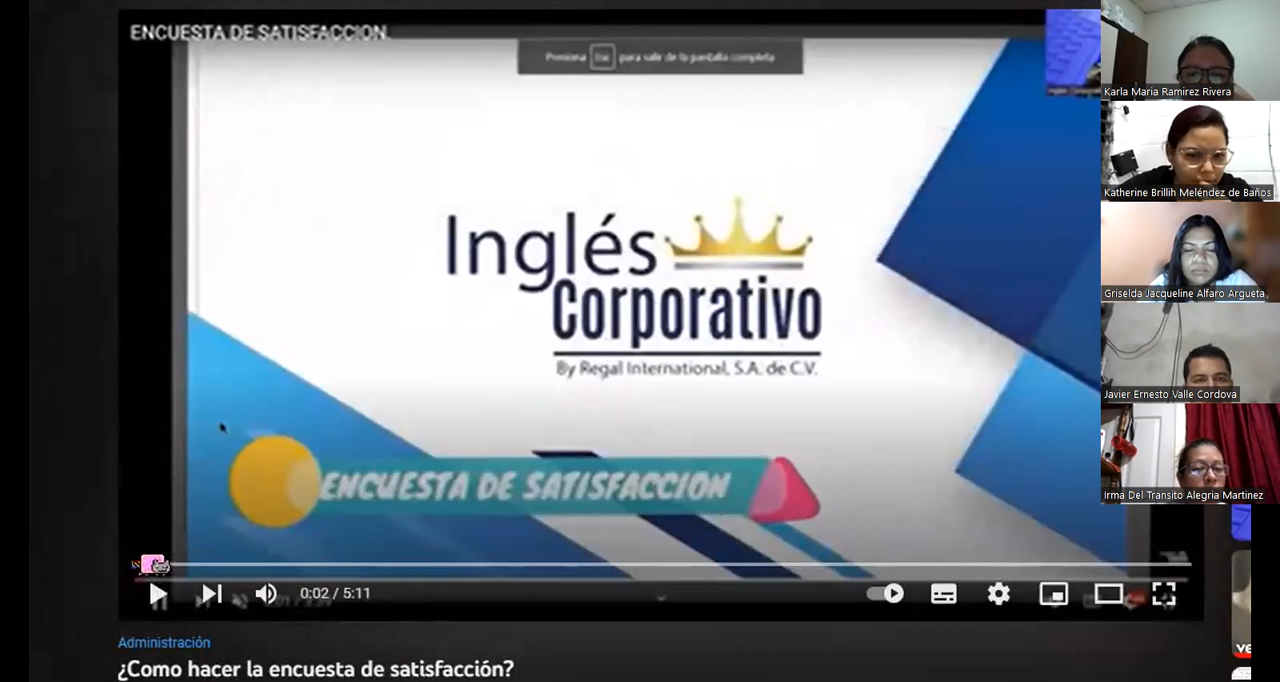 ENCUESTA DE SATISFACCION
Presiona Esc para salir de la pantalla completa
Inglés
Corporativo
By Regal International, S.A. de C.V.
ENCUESTA DE SATISFACCION
0:02 / 5:11
Administración
¿Como hacer la encuesta de satisfacción?
Karla Maria Ramirez Rivera
Katherine Brillih Meléndez de Baños
Griselda Jacqueline Alfaro Argueta
Javier Ernesto Valle Cordova
Irma Del Transito Alegria Martinez